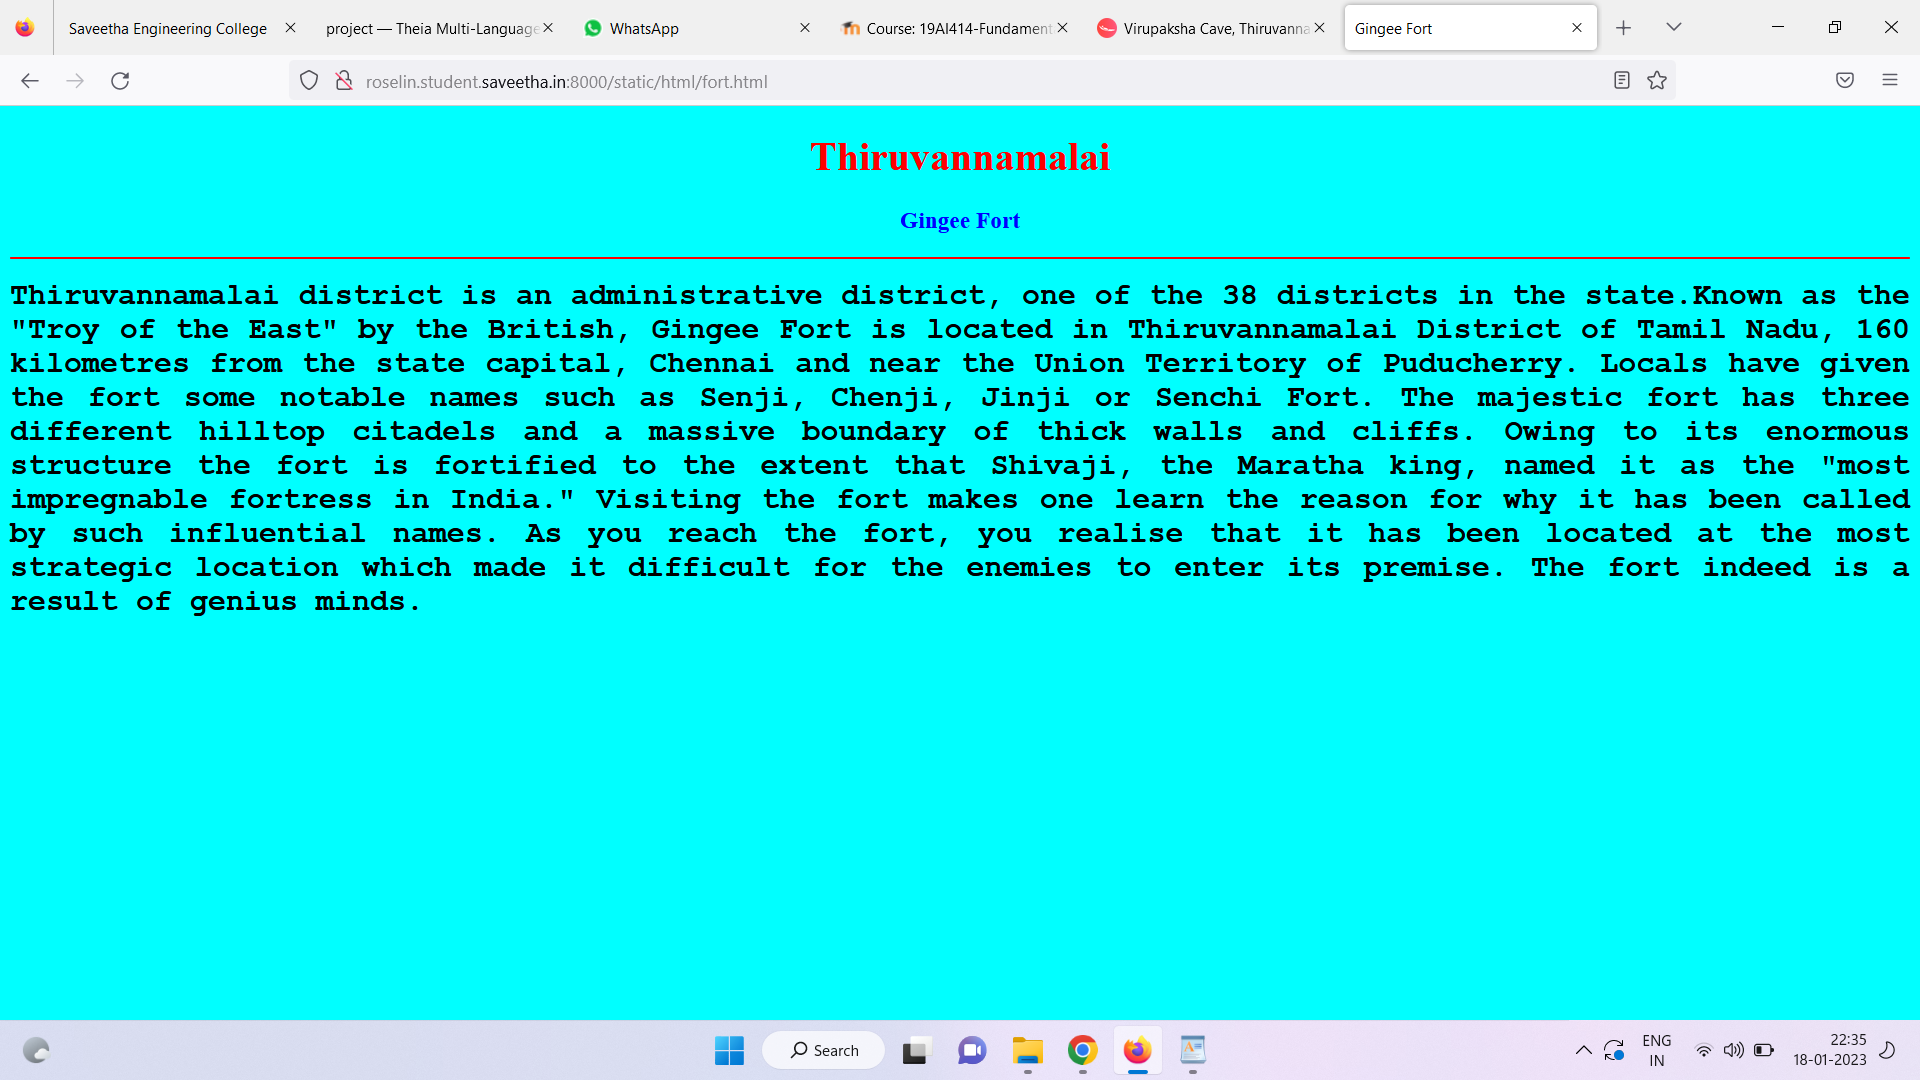 Saveetha Engineering College
project — Theia Multi-Language
WhatsApp
Course: 19AI414-Fundament
Virupaksha Cave, Thiruvanna
Gingee Fort
roselin.student.saveetha.in:8000/static/html/fort.html
Thiruvannamalai
Gingee Fort
Thiruvannamalai district is an administrative district, one of the 38 districts in the state.Known as the
"Troy of the East" by the British, Gingee Fort is located in Thiruvannamalai District of Tamil Nadu, 160
kilometres from the state capital, Chennai and near the Union Territory of Puducherry. Locals have given
the fort some notable names such as Senji, Chenji, Jinji or Senchi Fort. The majestic fort has three
different hilltop citadels and a massive boundary of thick walls and cliffs. Owing to its enormous
structure the fort is fortified to the extent that Shivaji, the Maratha king, named it as the "most
impregnable fortress in India." Visiting the fort makes one learn the reason for why it has been called
by such influential names. As you reach the fort, you realise that it has been located at the most
strategic location which made it difficult for the enemies to enter its premise. The fort indeed is a
result of genius minds.
Search
ENG
IN
22:35
18-01-2023